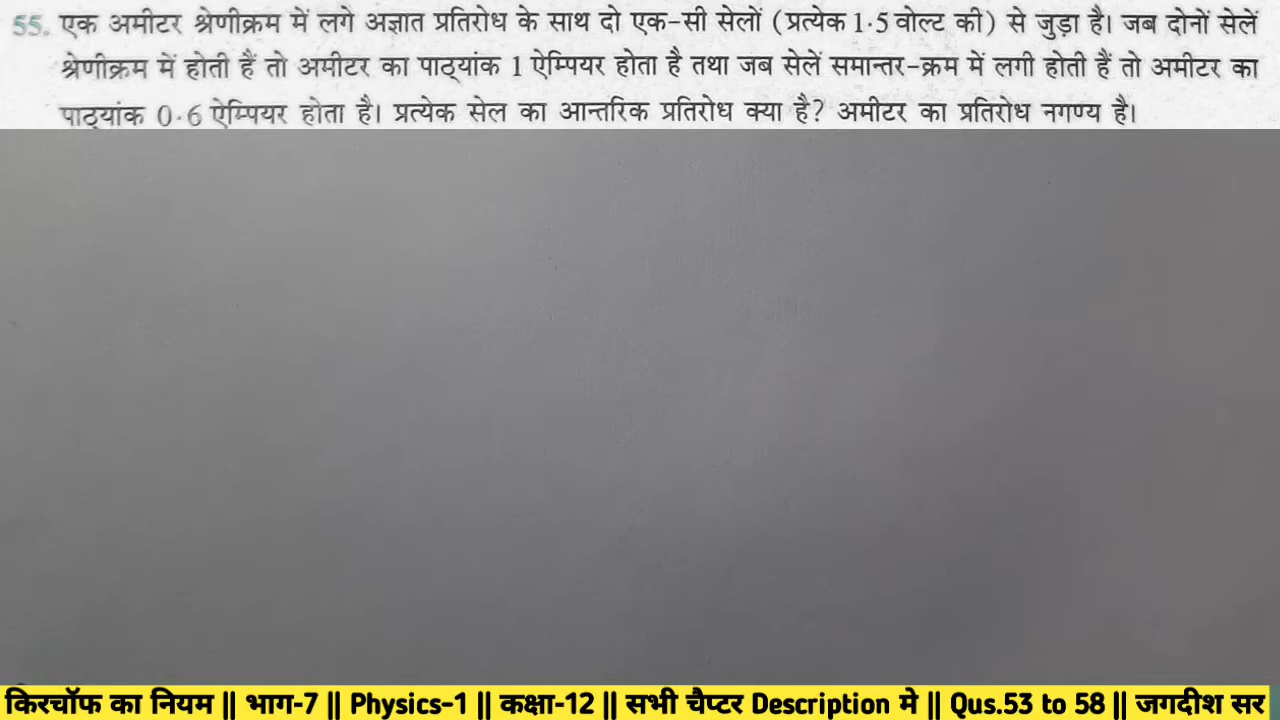 55. एक अमीटर श्रेणीक्रम में लगे अज्ञात प्रतिरोध के साथ दो एक-सी सेलों (प्रत्येक 1·5 वोल्ट की) से जुड़ा है। जब दोनों सेलें
श्रेणीक्रम में होती हैं तो अमीटर का पाठ्यांक 1 ऐम्पियर होता है तथा जब सेलें समान्तर-क्रम में लगी होती हैं तो अमीटर का
पाठ्यांक 0·6 ऐम्पियर होता है। प्रत्येक सेल का आन्तरिक प्रतिरोध क्या है? अमीटर का प्रतिरोध नगण्य है।
किरचॉफ का नियम || भाग-7 || Physics-1 || कक्षा-12 || सभी चैप्टर Description मे || Qus.53 to 58 || जगदीश सर